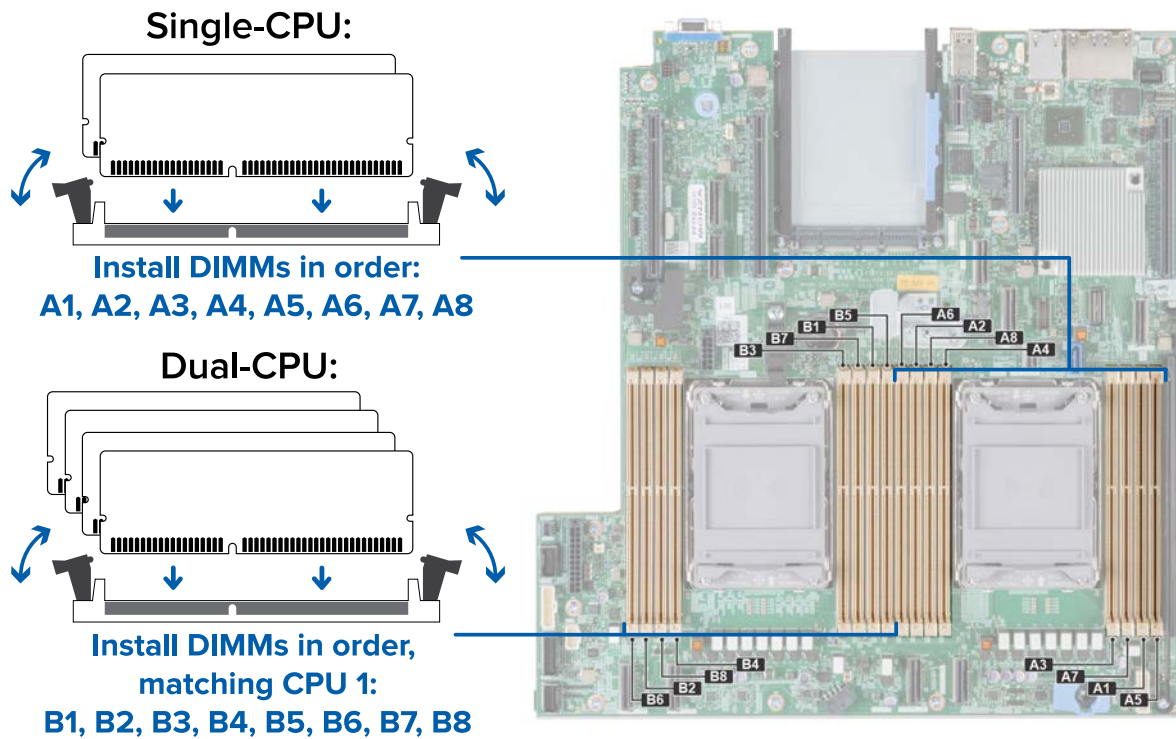 Single-CPU:
Install DIMMs in order:
A1, A2, A3, A4, A5, A6, A7, A8
Dual-CPU:
Install DIMMs in order,
matching CPU 1:
B1, B2, B3, B4, B5, B6, B7, B8
B5
A6
B1
A2
B7
A8
B3
A4
B4
B8
B2
B6
A3
A7
A1
A5